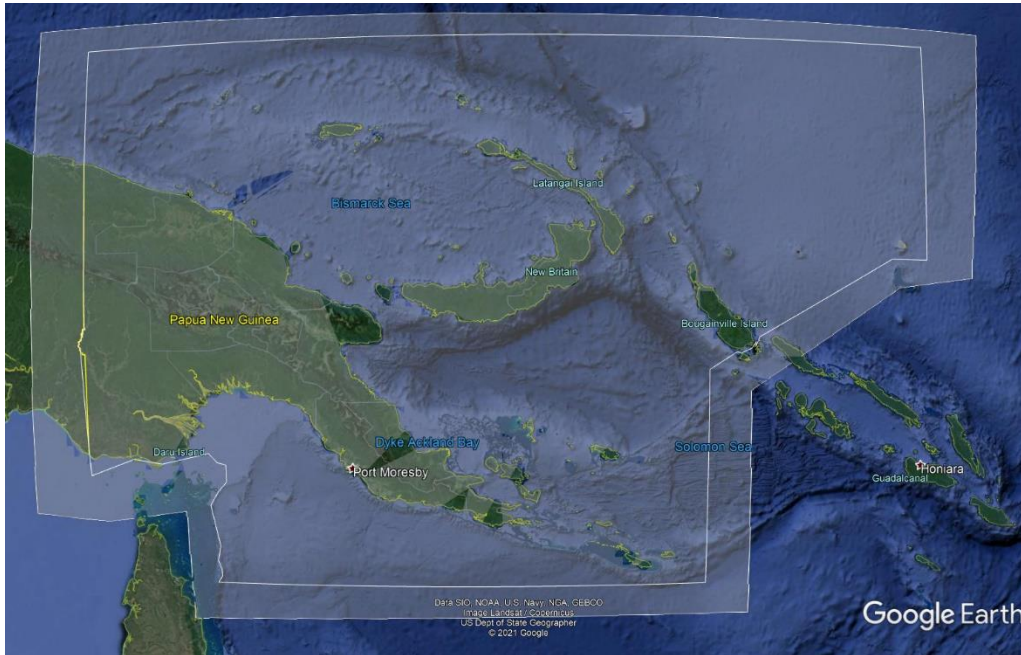 Latangai Island
Bismarck Sea
New Britain
Papua New Guinea
Bougainville Island
Dyke Ackland Bay
Solomon Sea
Daru Island
Port Moresby
Honiara
Guadalcanal
Data SIO, NOAA, U.S. Navy, NGA, GEBCO
Image Landsat / Copernicus
US Dept of State Geographer
© 2021 Google
Google Earth